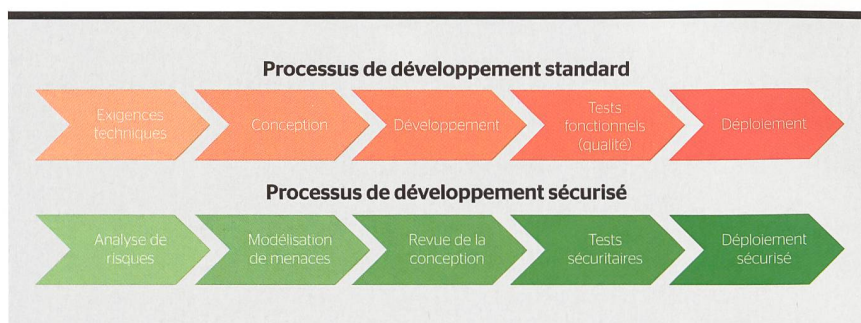 Processus de développement standard
Exigences
techniques
Conception
Développement
Tests
fonctionnels
(qualité)
Déploiement
Processus de développement sécurisé
Analyse de
risques
Modélisation
de menaces
Revue de la
conception
Tests
sécuritaires
Déploiement
sécurisé